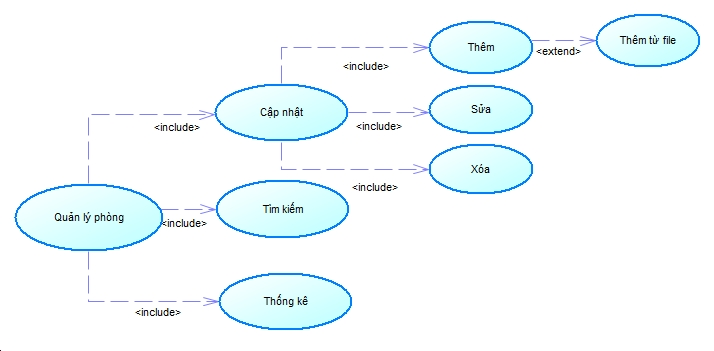 Thêm
<extend>
Thêm từ file
<include>
Cập nhật
<include>
Sữa
<include>
<include>
Xóa
Quản lý phòng
<include>
Tìm kiếm
<include>
Thống kê